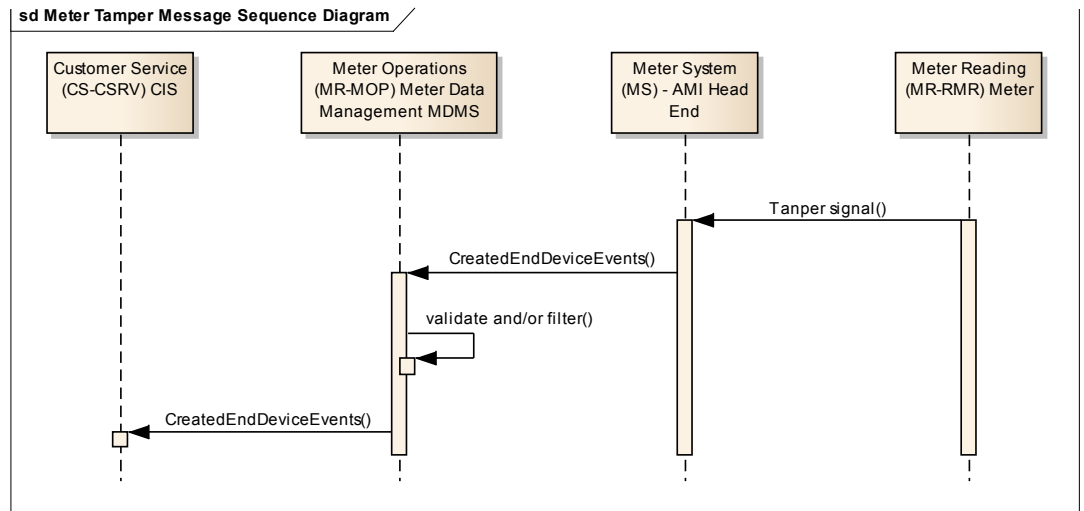 sd Meter Tamper Message Sequence Diagram
Customer Service
(CS-CSRV) CIS
Meter Operations
(MR-MOP) Meter Data
Management MDMS
Meter System
(MS) - AMI Head
End
Meter Reading
(MR-RMR) Meter
Tanper signal()
CreatedEndDeviceEvents()
validate and/or filter()
CreatedEndDeviceEvents()